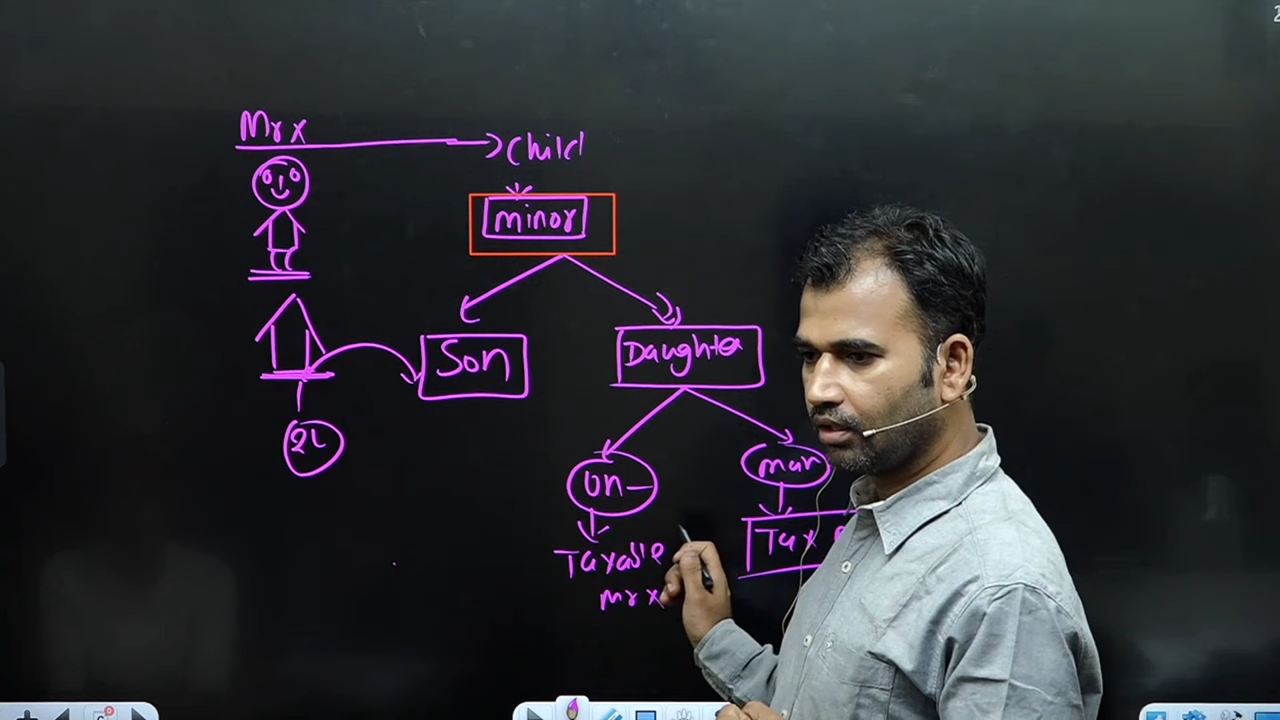 Mr x
Child
minor
Son
Daughter
2L
un-
mar
Taxable
Tax
Mr x